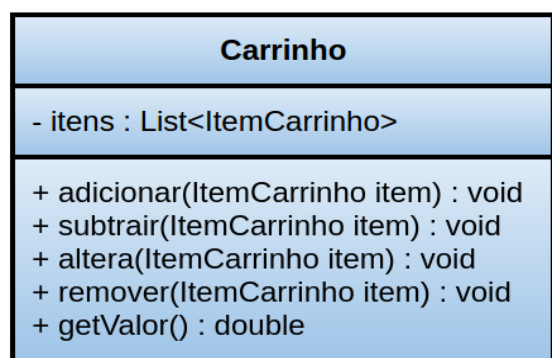 Carrinho
- itens : List<ItemCarrinho>
+ adicionar(ItemCarrinho item) : void
+ subtrair(ItemCarrinho item) : void
+ altera(ItemCarrinho item) : void
+ remover(ItemCarrinho item) : void
+ getValor() : double